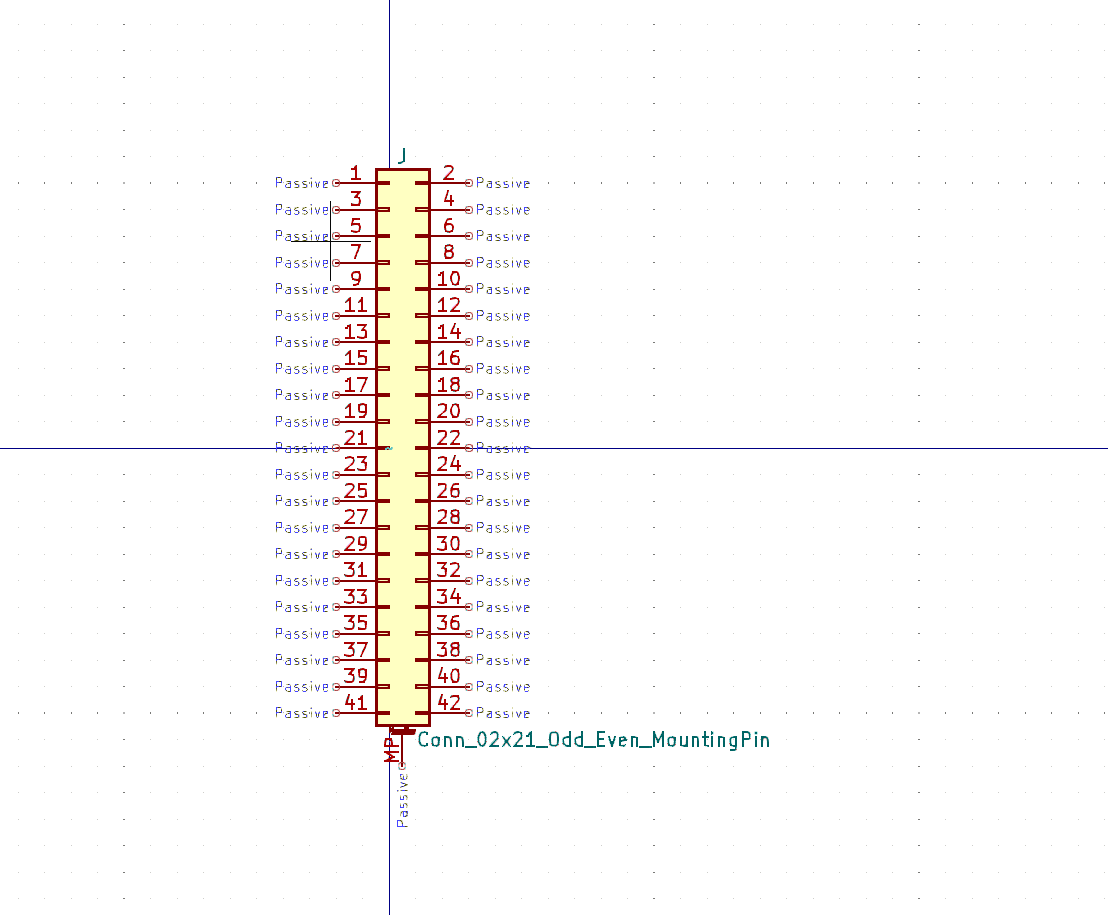 J
Passive 1 2 Passive
Passive 3 4 Passive
Passive 5 6 Passive
Passive 7 8 Passive
Passive 9 10 Passive
Passive 11 12 Passive
Passive 13 14 Passive
Passive 15 16 Passive
Passive 17 18 Passive
Passive 19 20 Passive
Passive 21 22 Passive
Passive 23 24 Passive
Passive 25 26 Passive
Passive 27 28 Passive
Passive 29 30 Passive
Passive 31 32 Passive
Passive 33 34 Passive
Passive 35 36 Passive
Passive 37 38 Passive
Passive 39 40 Passive
Passive 41 42 Passive
MP
Conn_02x21_Odd_Even_MountingPin
Passive